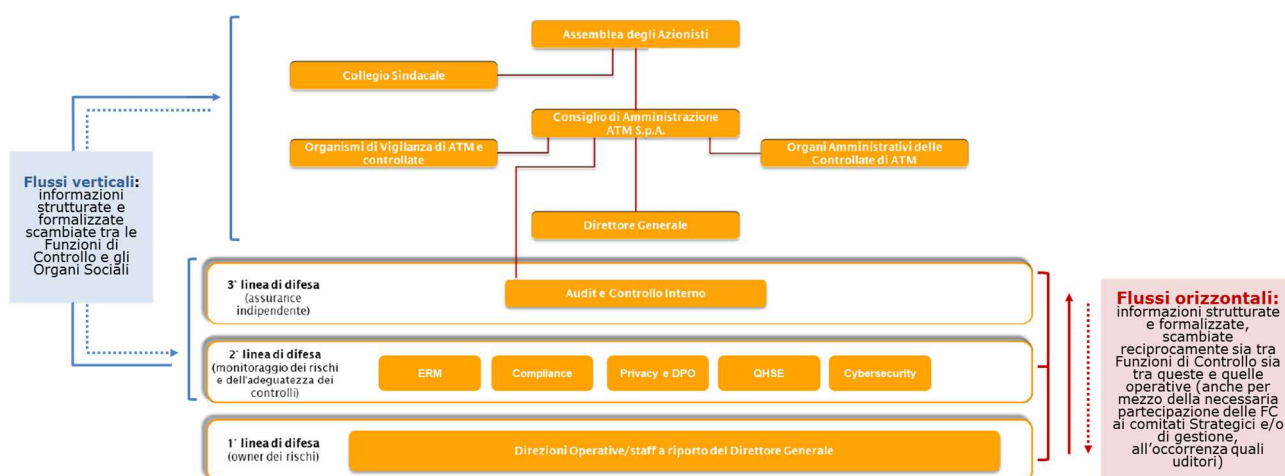 Assemblea degli Azionisti
Collegio Sindacale
Consiglio di Amministrazione
ATM S.p.A.
Organismi di Vigilanza di ATM e
controllate
Organi Amministrativi delle
Controllate di ATM
Direttore Generale
Flussi verticali:
informazioni
strutturate e
formalizzate
scambiate tra le
Funzioni di
Controllo e gli
Organi Sociali
3° linea di difesa
(assurance
indipendente)
Audit e Controllo Interno
2° linea di difesa
(monitoraggio dei rischi
e dell'adeguatezza dei
controlli)
ERM
Compliance
Privacy e DPO
QHSE
Cybersecurity
1° linea di difesa
(owner dei rischi)
Direzioni Operative/staff a riporto del Direttore Generale
Flussi orizzontali:
informazioni strutturate
e formalizzate,
scambiate
reciprocamente sia tra
Funzioni di Controllo sia
tra queste e quelle
operative (anche per
mezzo della necessaria
partecipazione delle FC
ai comitati Strategici e/o
di gestione,
all'occorrenza quali
uditori)